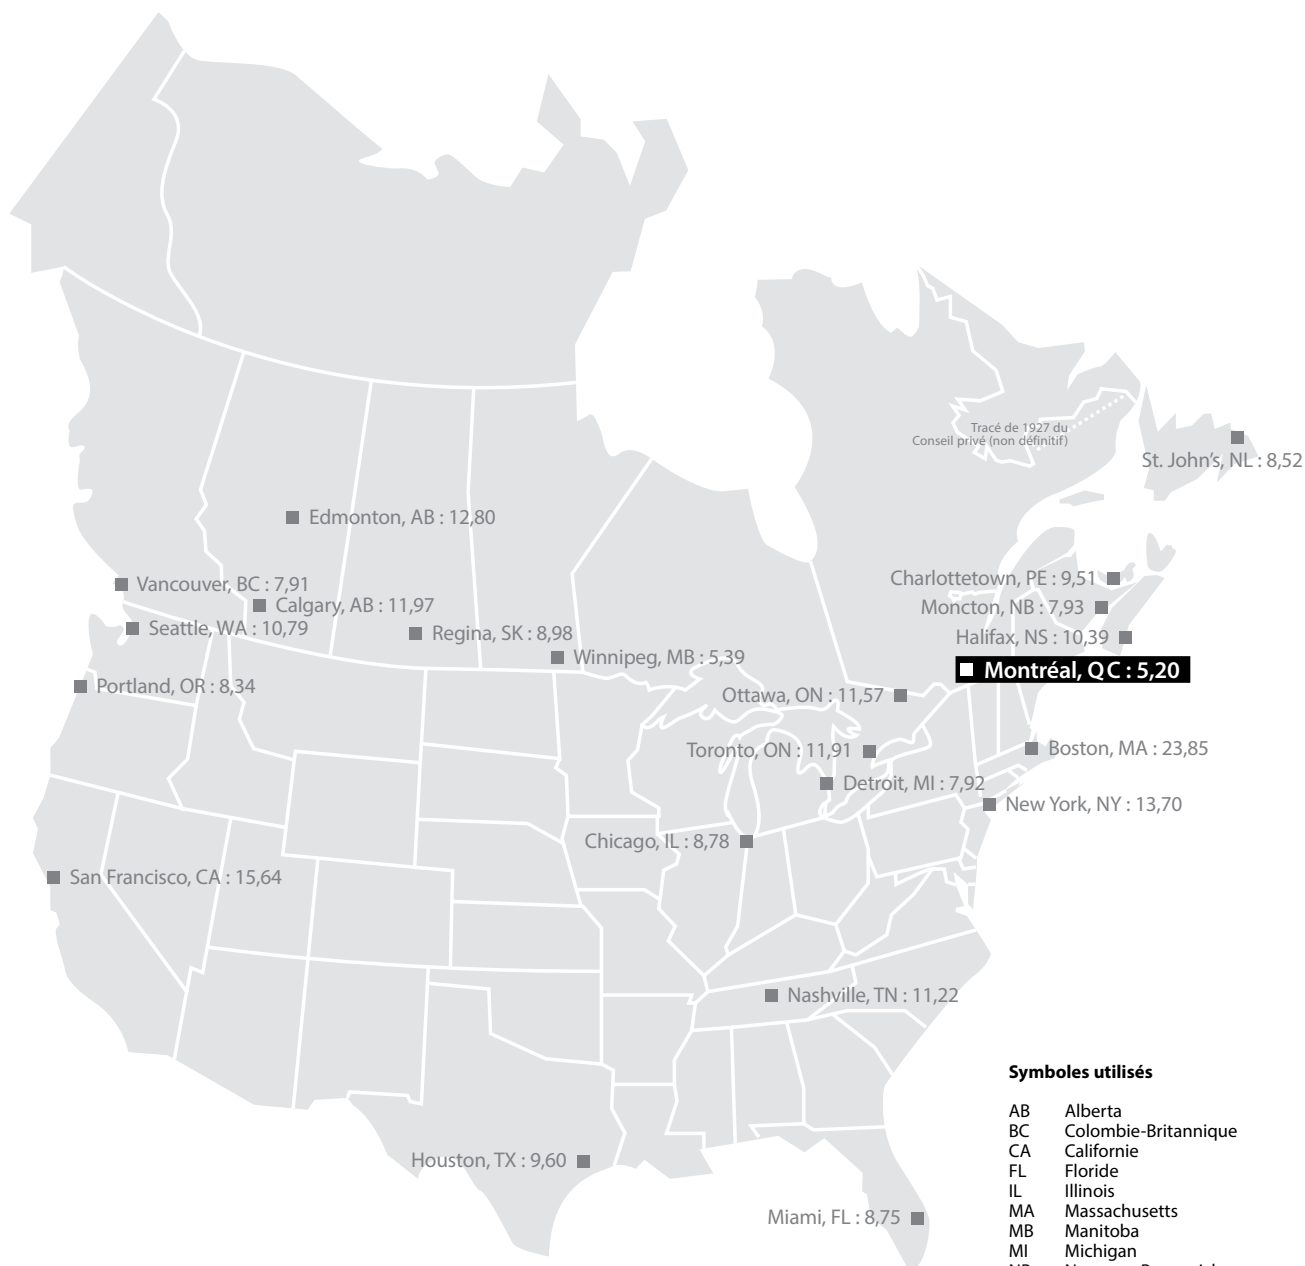 Tracé de 1927 du
Conseil privé (non définitif)
St. John's, NL : 8,52
Edmonton, AB : 12,80
Charlottetown, PE : 9,51
Vancouver, BC : 7,91
Calgary, AB : 11,97
Moncton, NB : 7,93
Seattle, WA : 10,79
Regina, SK : 8,98
Halifax, NS : 10,39
Winnipeg, MB : 5,39
Montréal, QC : 5,20
Portland, OR : 8,34
Ottawa, ON : 11,57
Toronto, ON : 11,91
Boston, MA : 23,85
Detroit, MI : 7,92
New York, NY : 13,70
Chicago, IL : 8,78
San Francisco, CA : 15,64
Nashville, TN : 11,22
Houston, TX : 9,60
Miami, FL : 8,75
Symboles utilisés
AB Alberta
BC Colombie-Britannique
CA Californie
FL Floride
IL Illinois
MA Massachusetts
MB Manitoba
MI Michigan